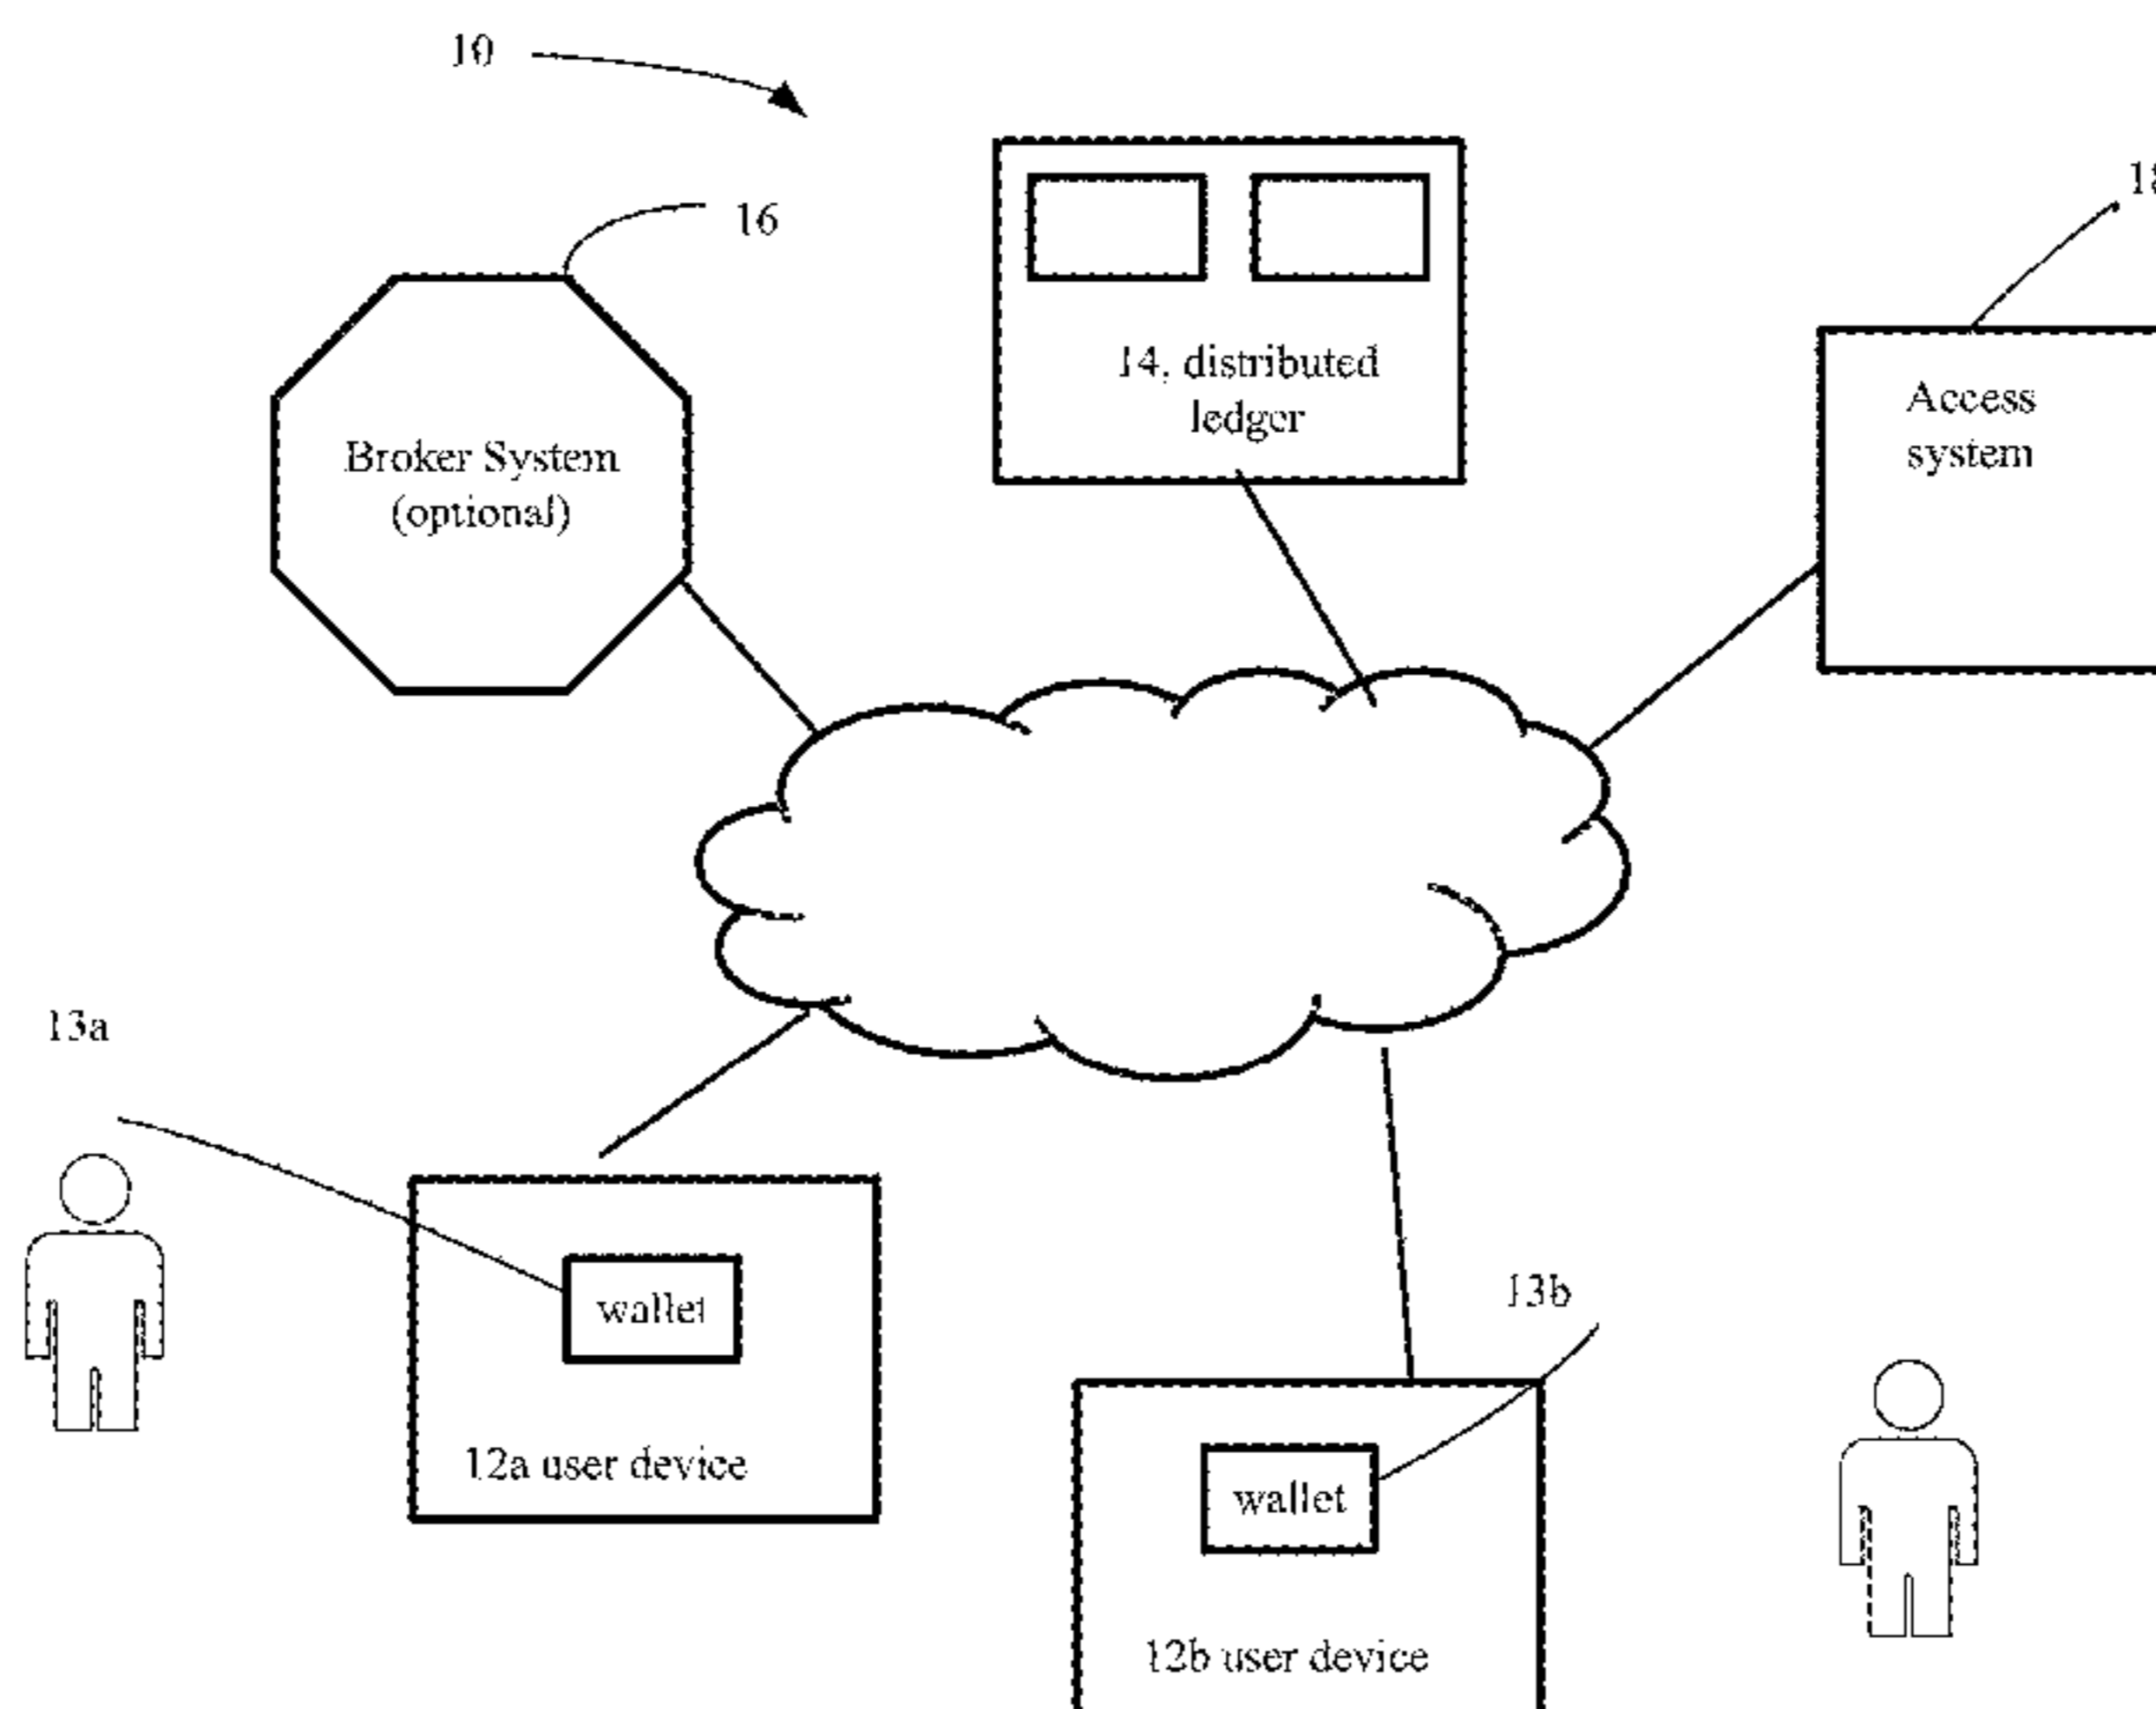 10
16
14, distributed
ledger
Access
system
Broker System
(optional)
13a
wallet
12a user device
13b
wallet
12b user device